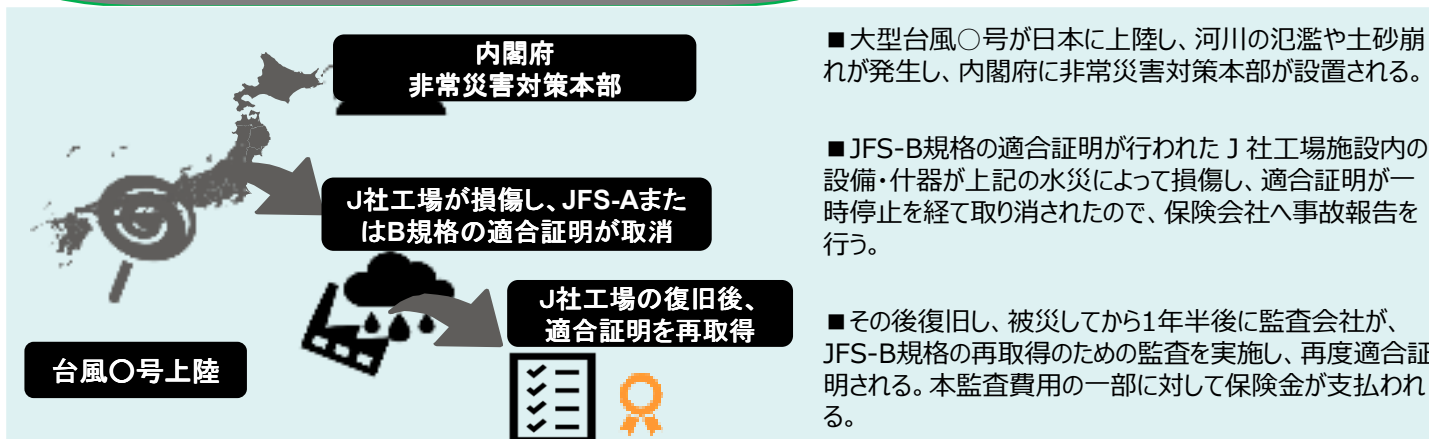 内閣府
非常災害対策本部
J社工場が損傷し、JFS-Aまた
はB規格の適合証明が取消
J社工場の復旧後、
適合証明を再取得
台風〇号上陸
■大型台風○号が日本に上陸し、河川の氾濫や土砂崩
れが発生し、内閣府に非常災害対策本部が設置される。
■JFS-B規格の適合証明が行われたJ社工場施設内の
設備・什器が上記の水災によって損傷し、適合証明が一
時停止を経て取り消されたので、保険会社へ事故報告を
行う。
■その後復旧し、被災してから1年半後に監査会社が、
JFS-B規格の再取得のための監査を実施し、再度適合証
明される。本監査費用の一部に対して保険金が支払われ
る。